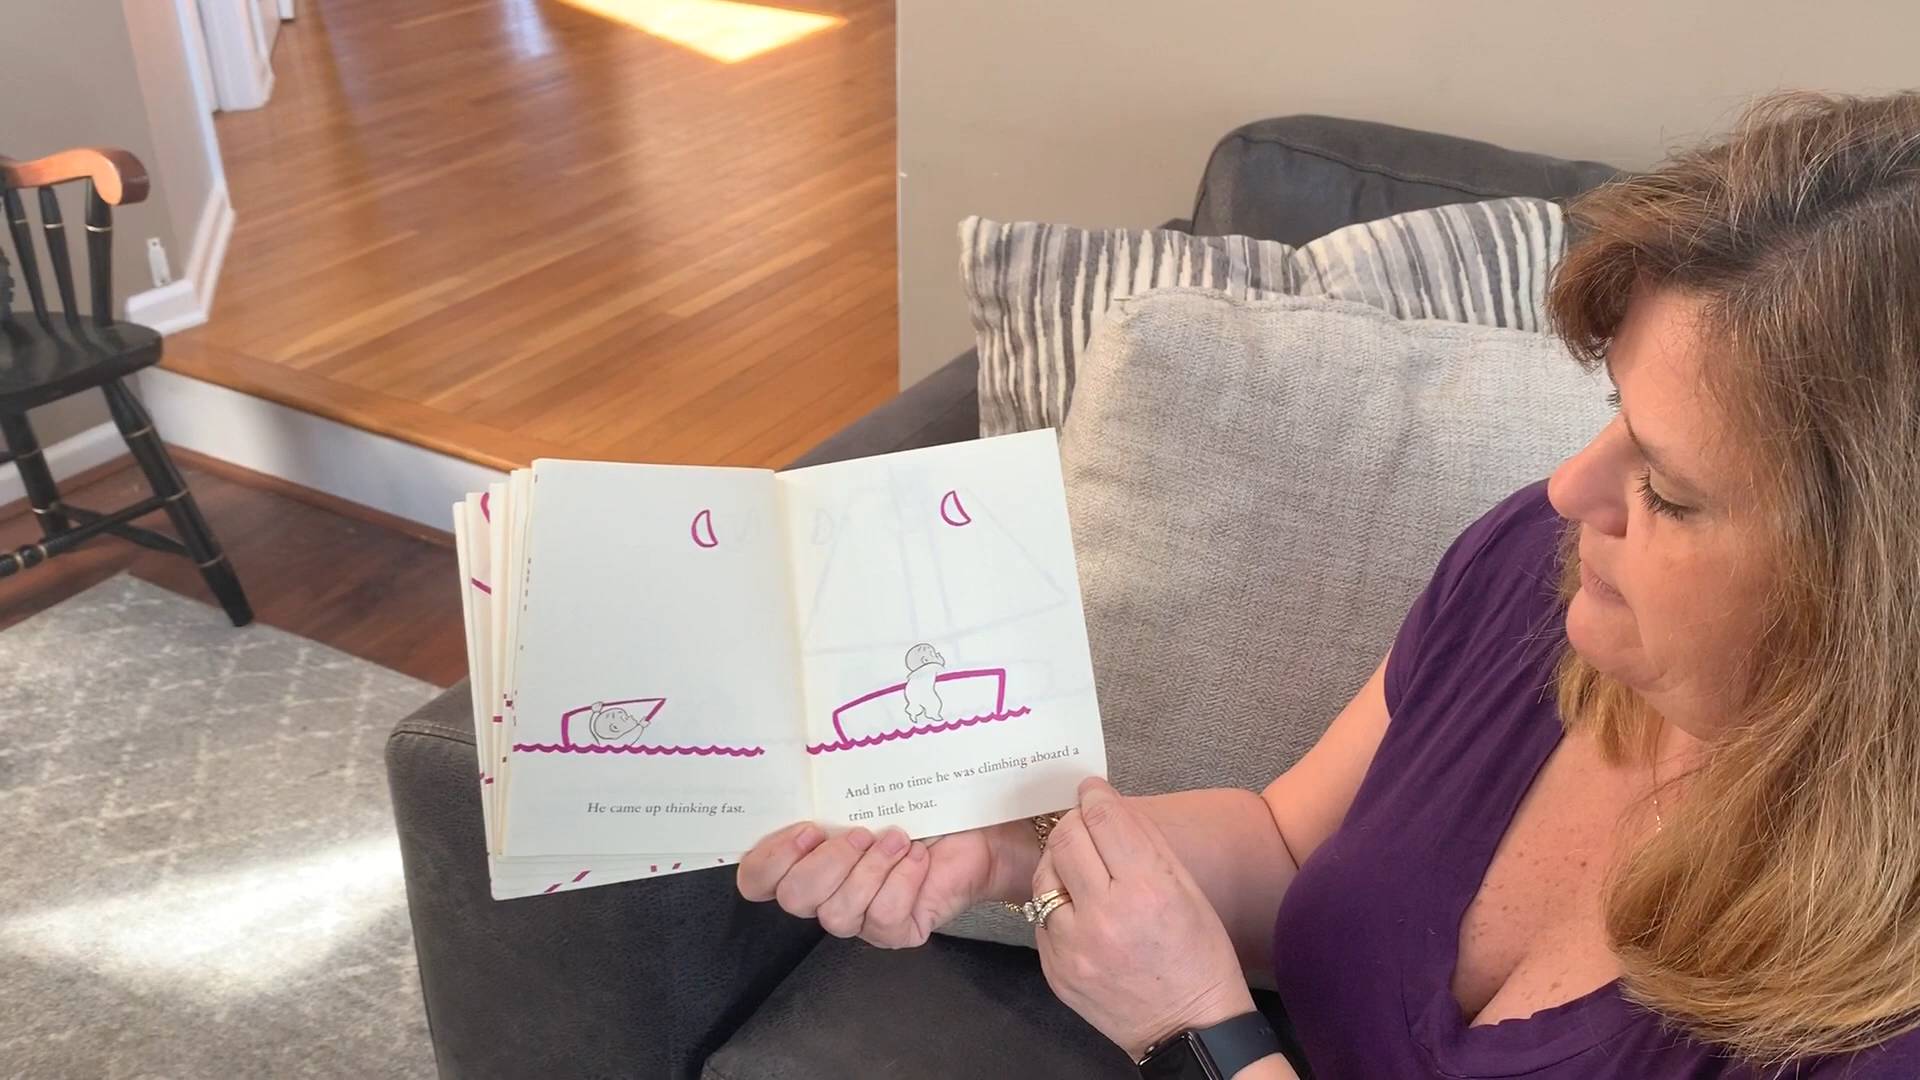 He came up thinking fast.
And in no time he was climbing aboard a
trim little boat.